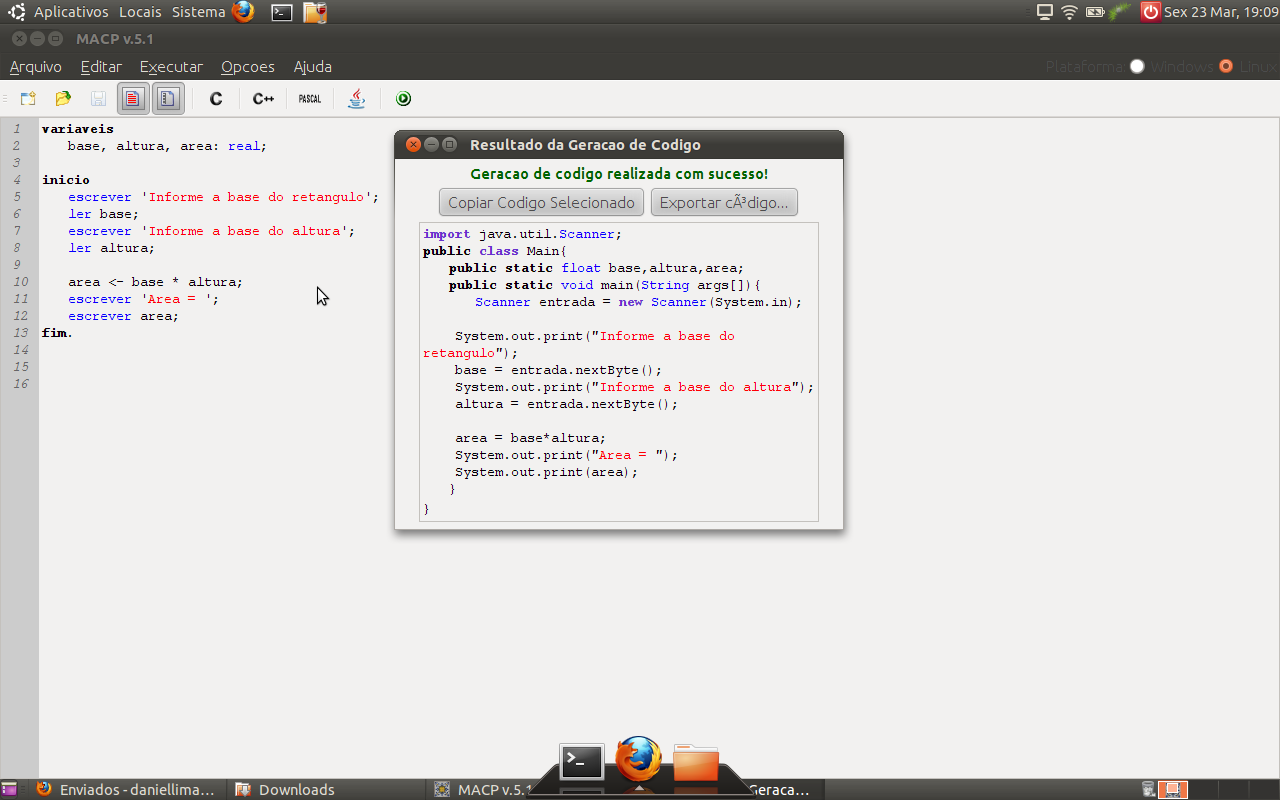 Aplicativos Locais Sistema
Sex 23 Mar, 19:09
MACP v.5.1
Arquivo Editar Executar Opcoes Ajuda
Plataforma: Windows Linux
C C++ PASCAL
1 variaveis
2 base, altura, area: real;
3
4 inicio
5 escrever 'Informe a base do retangulo';
6 ler base;
7 escrever 'Informe a base do altura';
8 ler altura;
9
10 area <- base * altura;
11 escrever 'Area = ';
12 escrever area;
13 fim.
14
15
16
Resultado da Geracao de Codigo
Geracao de codigo realizada com sucesso!
Copiar Codigo Selecionado Exportar cÃ³digo...
import java.util.Scanner;
public class Main{
public static float base,altura,area;
public static void main(String args[]){
Scanner entrada = new Scanner(System.in);
System.out.print("Informe a base do
retangulo");
base = entrada.nextByte();
System.out.print("Informe a base do altura");
altura = entrada.nextByte();
area = base*altura;
System.out.print("Area = ");
System.out.print(area);
}
}
Enviados - daniellima... Downloads MACP v.5.1 Geraca...